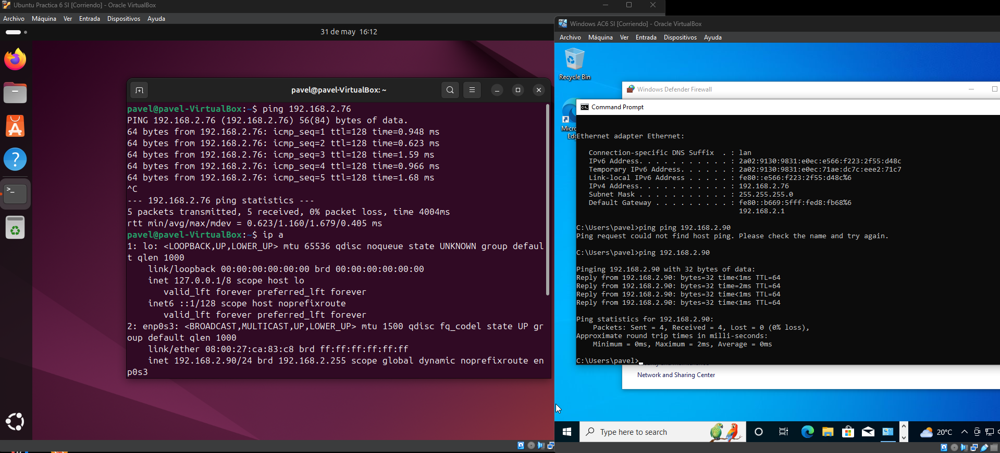 Ubuntu Practica 6 SI [Corriendo] - Oracle VirtualBox
Archivo Máquina Ver Entrada Dispositivos Ayuda
31 de may 16:12
pavel@pavel-VirtualBox: ~
pavel@pavel-VirtualBox:~$ ping 192.168.2.76
PING 192.168.2.76 (192.168.2.76) 56(84) bytes of data.
64 bytes from 192.168.2.76: icmp_seq=1 ttl=128 time=0.948 ms
64 bytes from 192.168.2.76: icmp_seq=2 ttl=128 time=0.623 ms
64 bytes from 192.168.2.76: icmp_seq=3 ttl=128 time=1.59 ms
64 bytes from 192.168.2.76: icmp_seq=4 ttl=128 time=0.966 ms
64 bytes from 192.168.2.76: icmp_seq=5 ttl=128 time=1.68 ms
^C
--- 192.168.2.76 ping statistics ---
5 packets transmitted, 5 received, 0% packet loss, time 4004ms
rtt min/avg/max/mdev = 0.623/1.160/1.679/0.405 ms
pavel@pavel-VirtualBox:~$ ip a
1: lo: <LOOPBACK,UP,LOWER_UP> mtu 65536 qdisc noqueue state UNKNOWN group defaul
t qlen 1000
link/loopback 00:00:00:00:00:00 brd 00:00:00:00:00:00
inet 127.0.0.1/8 scope host lo
valid_lft forever preferred_lft forever
inet6 ::1/128 scope host noprefixroute
valid_lft forever preferred_lft forever
2: enp0s3: <BROADCAST,MULTICAST,UP,LOWER_UP> mtu 1500 qdisc fq_codel state UP gr
oup default qlen 1000
link/ether 08:00:27:ca:83:c8 brd ff:ff:ff:ff:ff:ff
inet 192.168.2.90/24 brd 192.168.2.255 scope global dynamic noprefixroute en
p0s3
Windows AC6 SI [Corriendo] - Oracle VirtualBox
Archivo Máquina Ver Entrada Dispositivos Ayuda
Recycle Bin
Windows Defender Firewall
Command Prompt
Ethernet adapter Ethernet:
Connection-specific DNS Suffix . : lan
IPv6 Address. . . . . . . . . . . : 2a02:9130:9831:e0ec:e566:f223:2f55:d48c
Temporary IPv6 Address. . . . . . : 2a02:9130:9831:e0ec:71ae:dc7c:eee2:71c7
Link-local IPv6 Address . . . . . : fe80::e566:f223:2f55:d48c%6
IPv4 Address. . . . . . . . . . . : 192.168.2.76
Subnet Mask . . . . . . . . . . . : 255.255.255.0
Default Gateway . . . . . . . . . : fe80::b669:5fff:fed8:fb68%6
192.168.2.1
C:\Users\pavel>ping ping 192.168.2.90
Ping request could not find host ping. Please check the name and try again.
C:\Users\pavel>ping 192.168.2.90
Pinging 192.168.2.90 with 32 bytes of data:
Reply from 192.168.2.90: bytes=32 time<1ms TTL=64
Reply from 192.168.2.90: bytes=32 time=2ms TTL=64
Reply from 192.168.2.90: bytes=32 time<1ms TTL=64
Reply from 192.168.2.90: bytes=32 time<1ms TTL=64
Ping statistics for 192.168.2.90:
Packets: Sent = 4, Received = 4, Lost = 0 (0% loss),
Approximate round trip times in milli-seconds:
Minimum = 0ms, Maximum = 2ms, Average = 0ms
C:\Users\pavel>
Network and Sharing Center
Type here to search
20°C